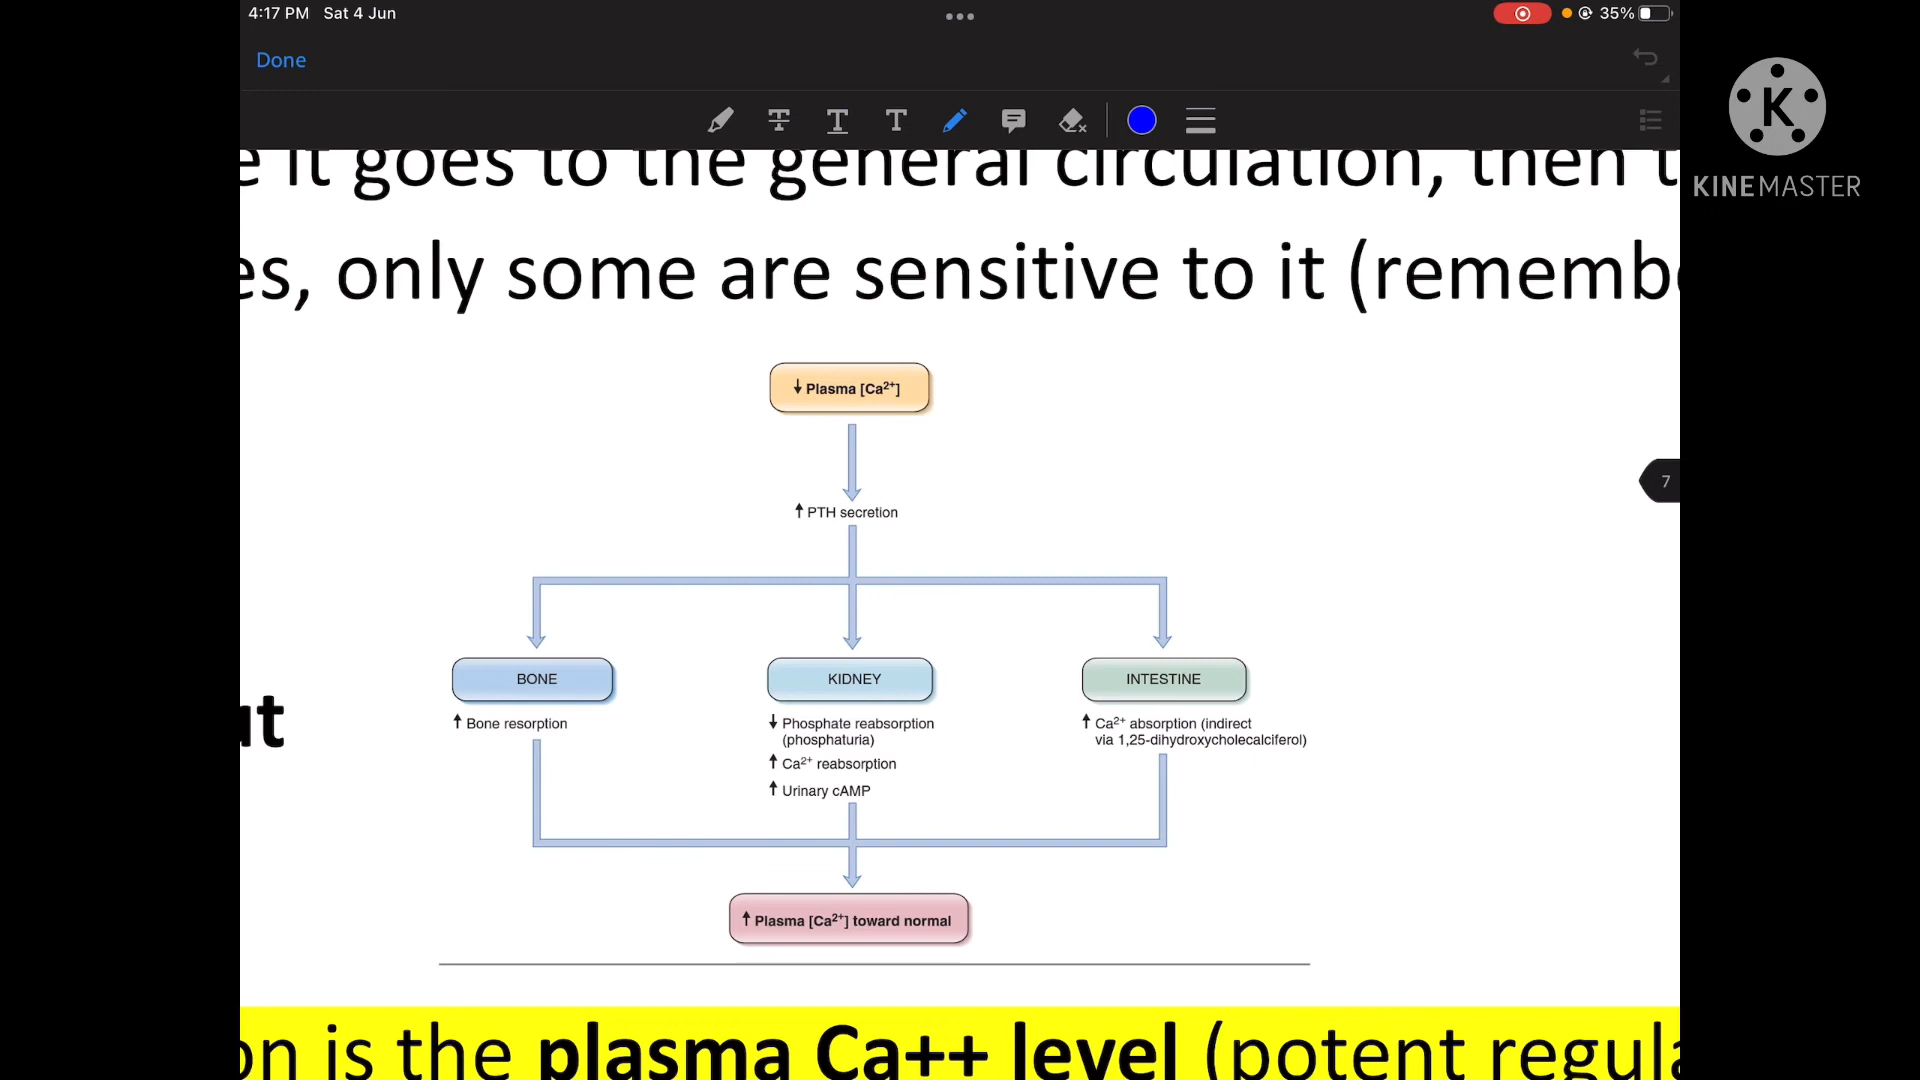 4:17 PM Sat 4 Jun
35%
Done
K
KINEMASTER
e it goes to the general circulation, then t
es, only some are sensitive to it (remembe
↓ Plasma [Ca²⁺]
7
↑ PTH secretion
BONE
↑ Bone resorption
KIDNEY
↓ Phosphate reabsorption
(phosphaturia)
↑ Ca²⁺ reabsorption
↑ Urinary cAMP
INTESTINE
↑ Ca²⁺ absorption (indirect
via 1,25-dihydroxycholecalciferol)
ut
↑ Plasma [Ca²⁺] toward normal
on is the plasma Ca++ level (potent regula